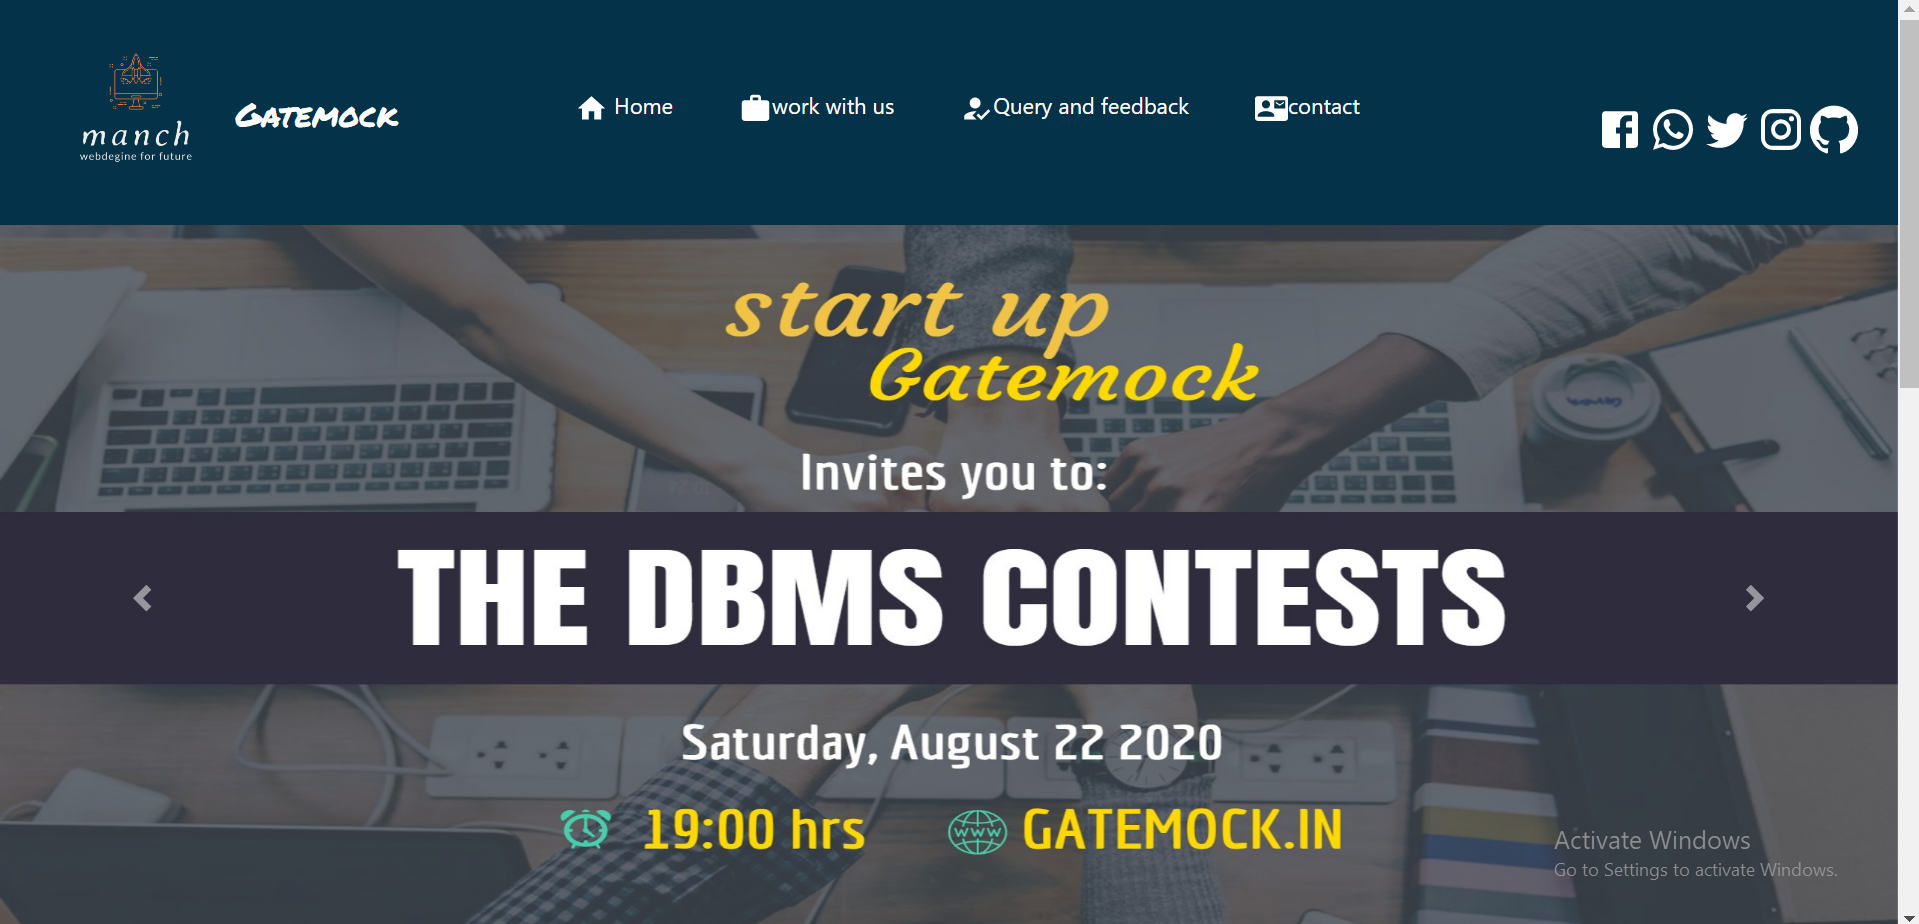 manch
webdegine for future
Gatemock
Home
work with us
Query and feedback
contact
start up
Gatemock
Invites you to:
THE DBMS CONTESTS
Saturday, August 22 2020
19:00 hrs
www
GATEMOCK.IN
Activate Windows
Go to Settings to activate Windows.